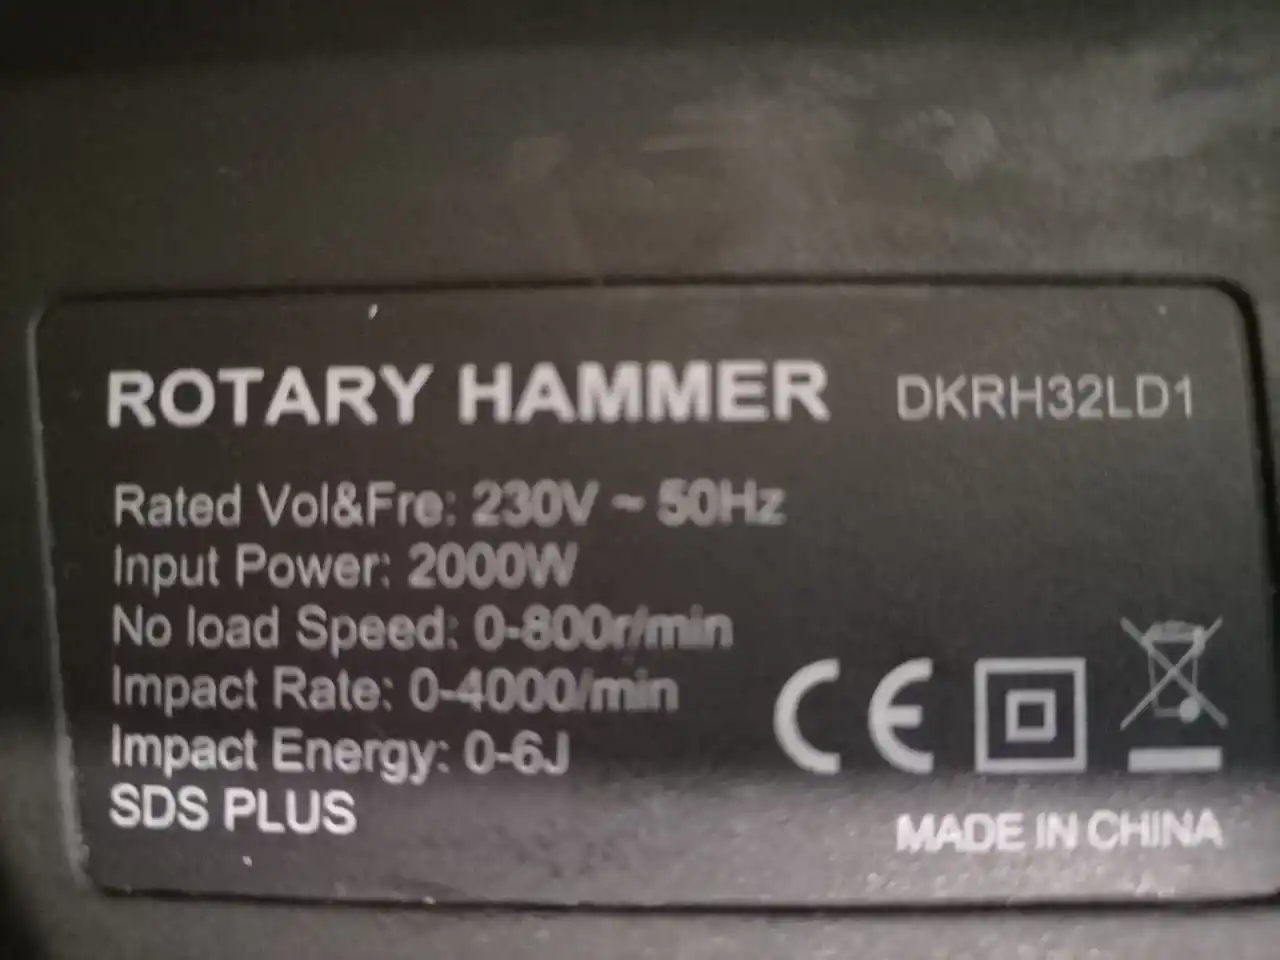 ROTARY HAMMER DKRH32LD1
Rated Vol&Fre: 230V ~ 50Hz
Input Power: 2000W
No load Speed: 0-800r/min
Impact Rate: 0-4000/min
Impact Energy: 0-6J
SDS PLUS
CE
MADE IN CHINA